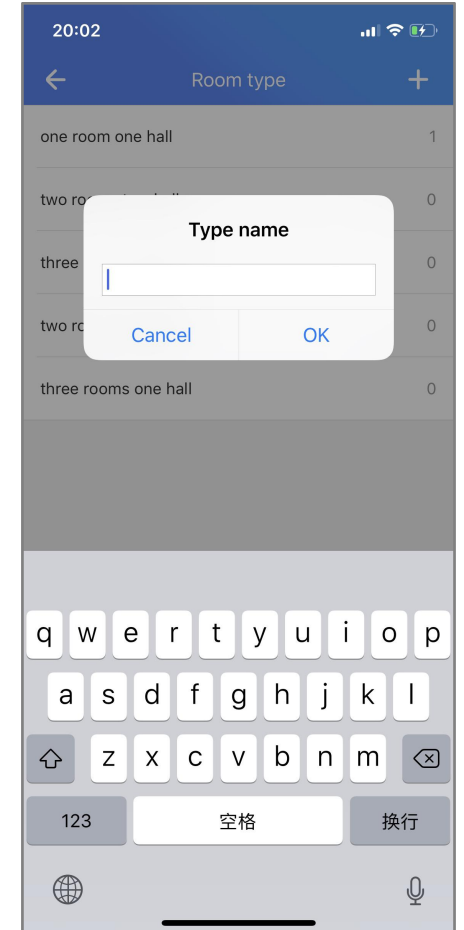 20:02
Room type
one room one hall
1
two ro
0
Type name
three
0
two ro
0
Cancel
OK
three rooms one hall
0
q w e r t y u i o p
a s d f g h j k l
z x c v b n m
123
空格
换行